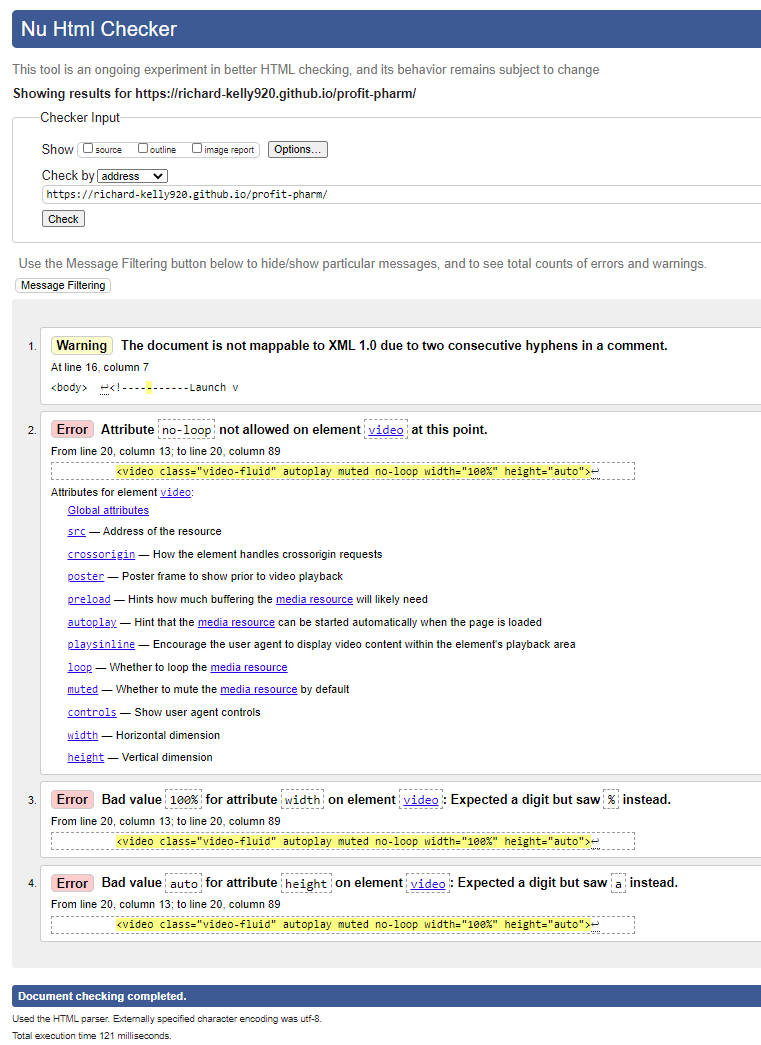 Nu Html Checker
This tool is an ongoing experiment in better HTML checking, and its behavior remains subject to change
Showing results for https://richard-kelly920.github.io/profit-pharm/
Checker Input
Show source outline image report Options...
Check by address
https://richard-kelly920.github.io/profit-pharm/
Check
Use the Message Filtering button below to hide/show particular messages, and to see total counts of errors and warnings.
Message Filtering
1. Warning The document is not mappable to XML 1.0 due to two consecutive hyphens in a comment.
At line 16, column 7
<body> ↩<!-----------Launch v
2. Error Attribute no-loop not allowed on element video at this point.
From line 20, column 13; to line 20, column 89
<video class="video-fluid" autoplay muted no-loop width="100%" height="auto">↩
Attributes for element video:
Global attributes
src — Address of the resource
crossorigin — How the element handles crossorigin requests
poster — Poster frame to show prior to video playback
preload — Hints how much buffering the media resource will likely need
autoplay — Hint that the media resource can be started automatically when the page is loaded
playsinline — Encourage the user agent to display video content within the element's playback area
loop — Whether to loop the media resource
muted — Whether to mute the media resource by default
controls — Show user agent controls
width — Horizontal dimension
height — Vertical dimension
3. Error Bad value 100% for attribute width on element video: Expected a digit but saw % instead.
From line 20, column 13; to line 20, column 89
<video class="video-fluid" autoplay muted no-loop width="100%" height="auto">↩
4. Error Bad value auto for attribute height on element video: Expected a digit but saw a instead.
From line 20, column 13; to line 20, column 89
<video class="video-fluid" autoplay muted no-loop width="100%" height="auto">↩
Document checking completed.
Used the HTML parser. Externally specified character encoding was utf-8.
Total execution time 121 milliseconds.